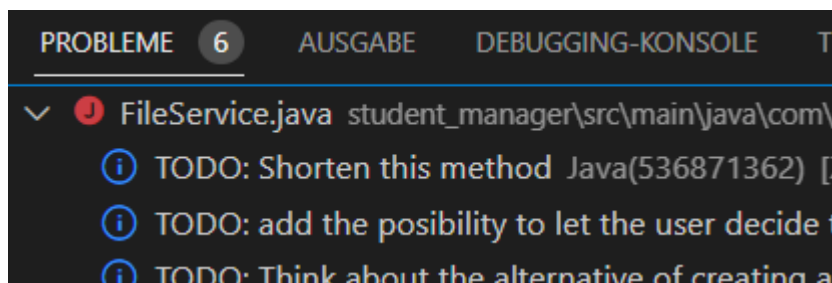 PROBLEME 6 AUSGABE DEBUGGING-KONSOLE
J FileService.java student_manager\src\main\java\com\
TODO: Shorten this method Java(536871362)
TODO: add the posibility to let the user decide
TODO: Think about the alternative of creating a